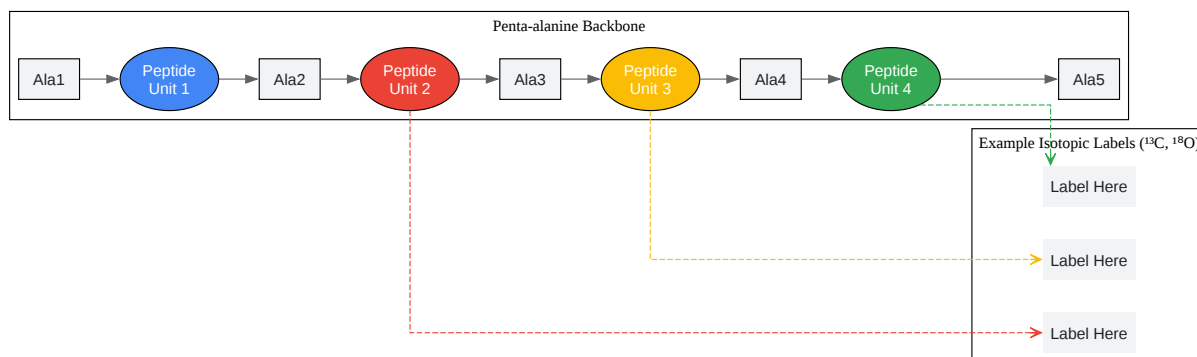 Penta-alanine Backbone
Ala1
Peptide
Unit 1
Ala2
Peptide
Unit 2
Ala3
Peptide
Unit 3
Ala4
Peptide
Unit 4
Ala5
Example Isotopic Labels (¹³C, ¹⁸O)
Label Here
Label Here
Label Here